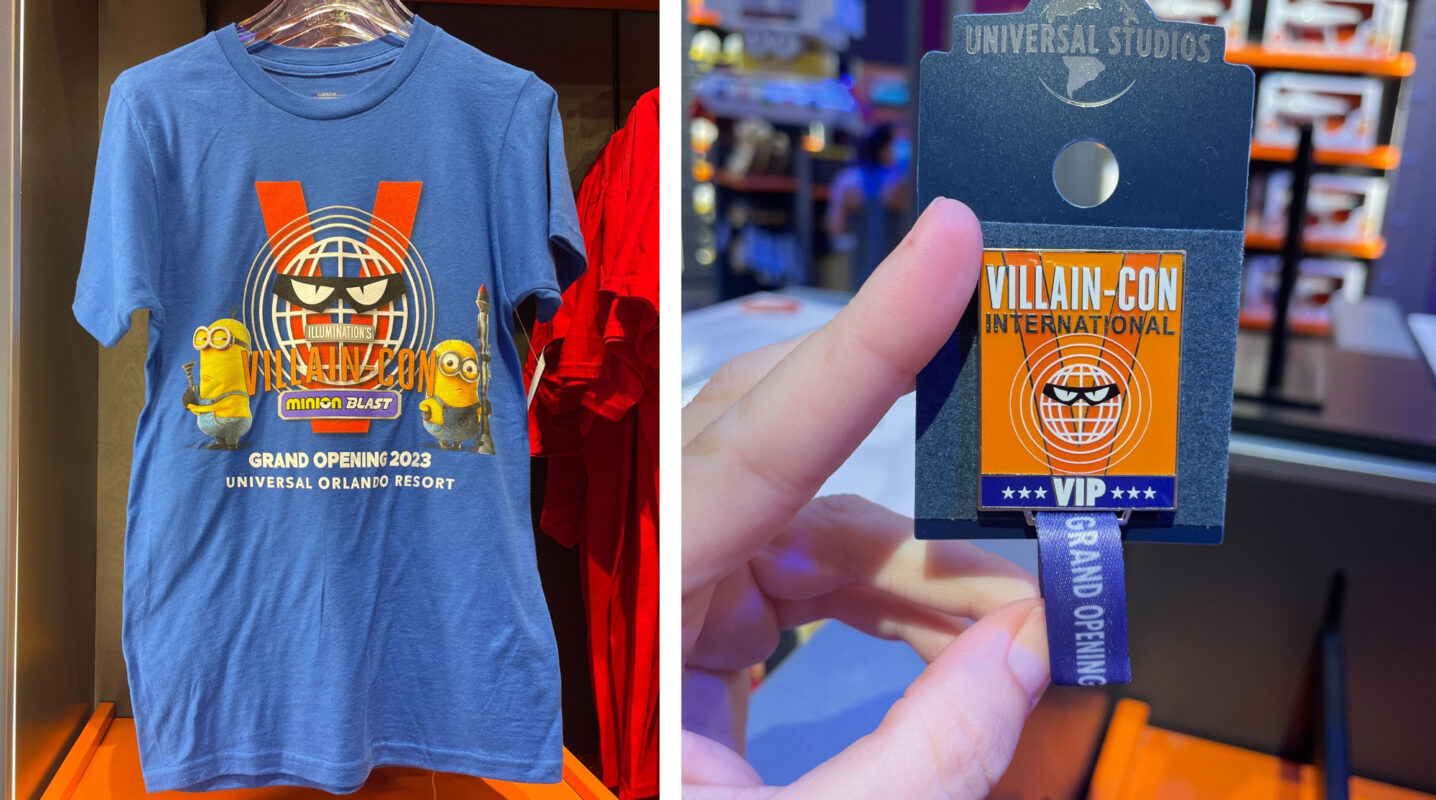 ILLUMINATION'S
VILLAIN-CON
MINION BLAST
GRAND OPENING 2023
UNIVERSAL ORLANDO RESORT
UNIVERSAL STUDIOS
VILLAIN-CON
INTERNATIONAL
VIP
GRAND OPENING